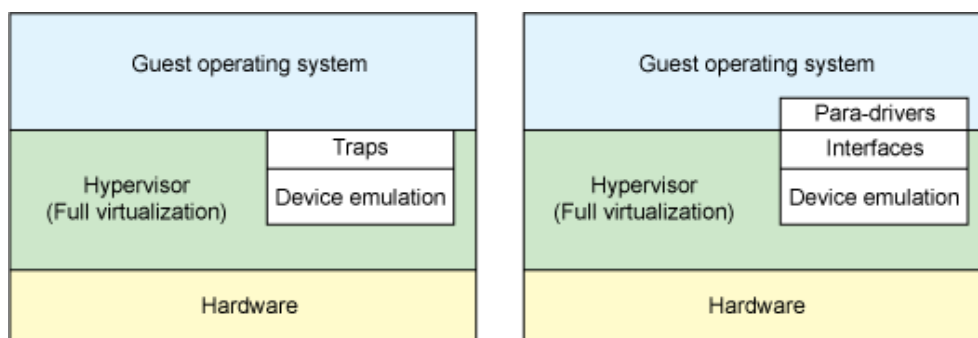 Guest operating system
Traps
Hypervisor
(Full virtualization)
Device emulation
Hardware
Guest operating system
Para-drivers
Interfaces
Hypervisor
(Full virtualization)
Device emulation
Hardware